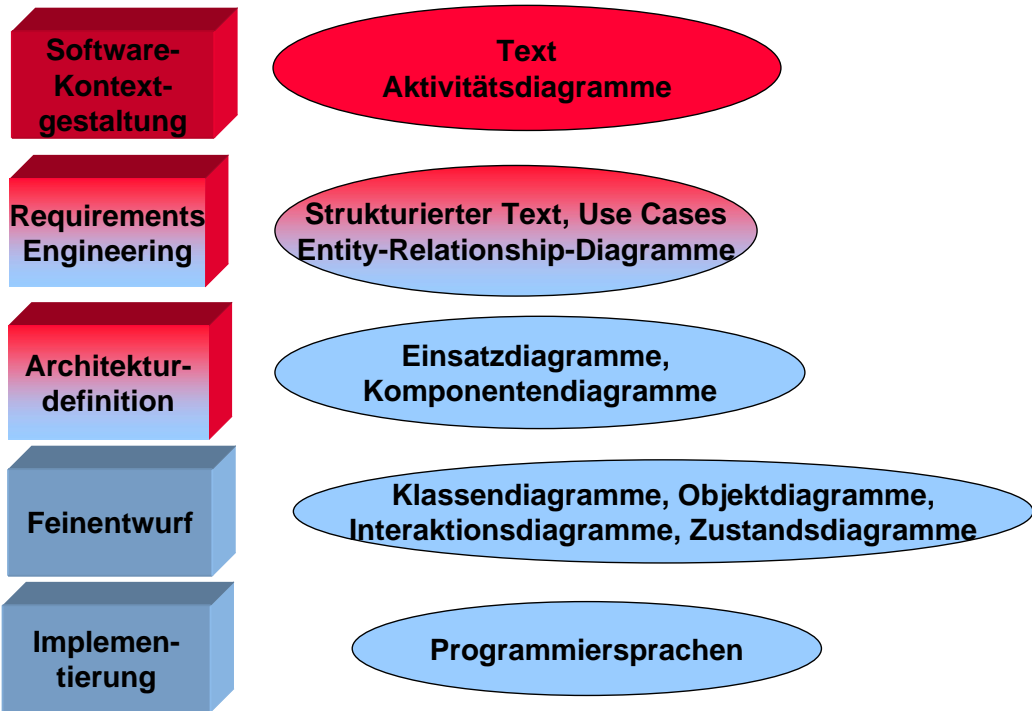 Software-
Kontext-
gestaltung
Text
Aktivitätsdiagramme
Requirements
Engineering
Strukturierter Text, Use Cases
Entity-Relationship-Diagramme
Architektur-
definition
Einsatzdiagramme,
Komponentendiagramme
Feinentwurf
Klassendiagramme, Objektdiagramme,
Interaktionsdiagramme, Zustandsdiagramme
Implemen-
tierung
Programmiersprachen